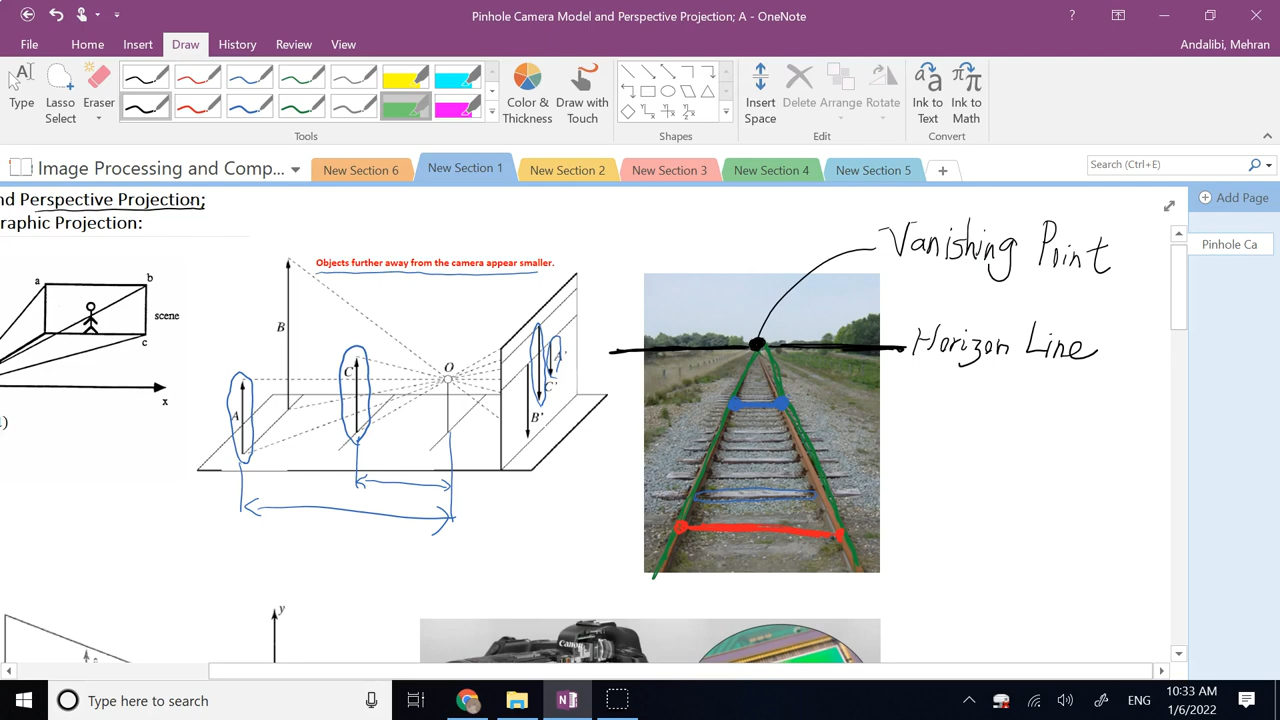 Pinhole Camera Model and Perspective Projection; A - OneNote
?
File
Home
Insert
Draw
History
Review
View
Andalibi, Mehran
Type
Lasso Select
Eraser
Color & Thickness
Draw with Touch
Insert Space
Delete
Arrange
Rotate
Ink to Text
Ink to Math
Tools
Shapes
Edit
Convert
Image Processing and Comp...
New Section 6
New Section 1
New Section 2
New Section 3
New Section 4
New Section 5
Search (Ctrl+E)
Add Page
Pinhole Ca
nd Perspective Projection;
graphic Projection:
a
b
scene
c
x
Objects further away from the camera appear smaller.
B
C
O
A
A'
C'
B'
Vanishing Point
Horizon Line
y
Canon
Type here to search
ENG
10:33 AM
1/6/2022